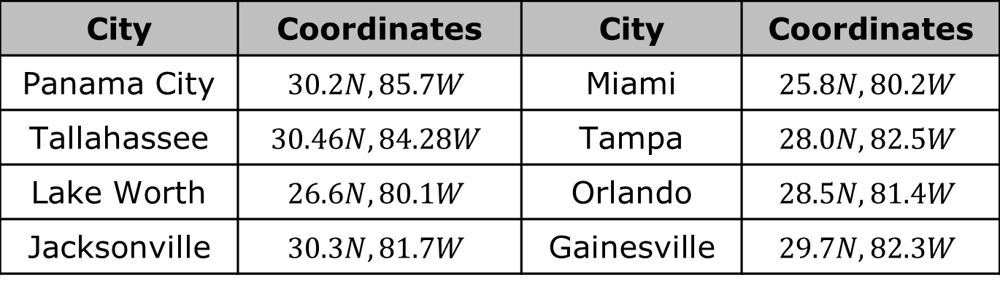 City Coordinates City Coordinates
Panama City 30.2N, 85.7W Miami 25.8N, 80.2W
Tallahassee 30.46N, 84.28W Tampa 28.0N, 82.5W
Lake Worth 26.6N, 80.1W Orlando 28.5N, 81.4W
Jacksonville 30.3N, 81.7W Gainesville 29.7N, 82.3W